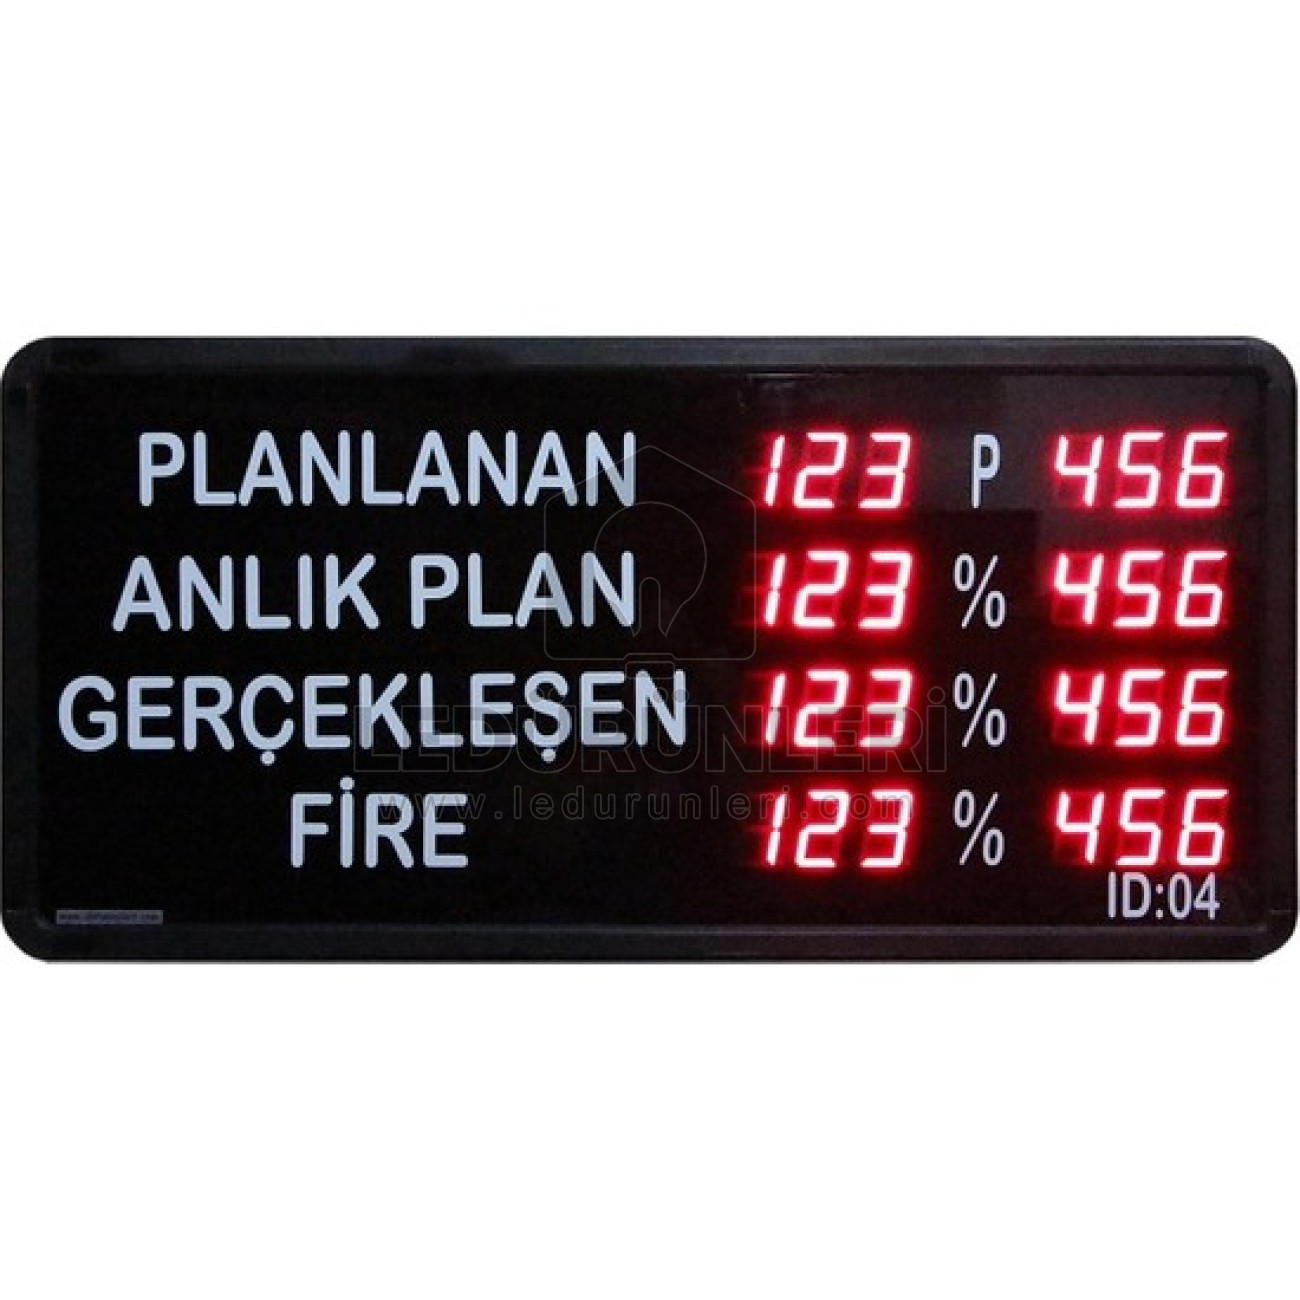 PLANLANAN 123 P 456
ANLIK PLAN 123 % 456
GERÇEKLEŞEN 123 % 456
LEDÜRÜNLERİ
FİRE 123 % 456
www.ledurunleri.com
ID:04